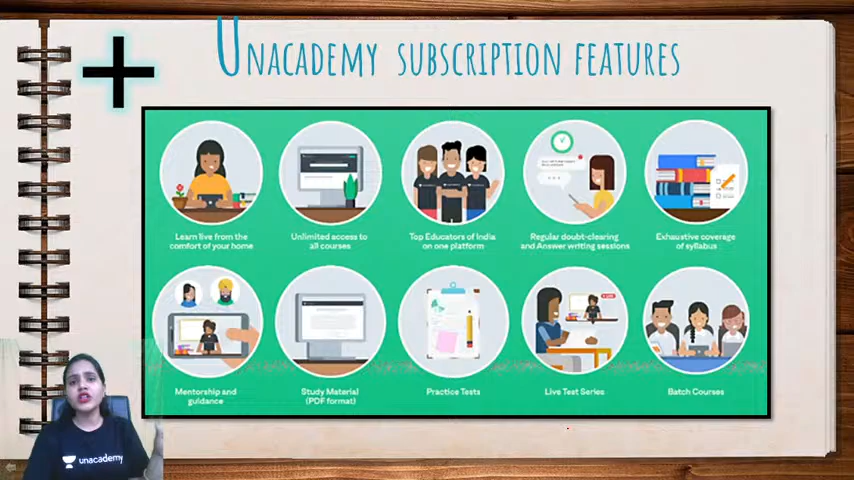 UNACADEMY SUBSCRIPTION FEATURES
Learn live from the
comfort of your home
Unlimited access to
all courses
Top Educators of India
on one platform
Regular doubt-clearing
and Answer writing sessions
Exhaustive coverage
of syllabus
Mentorship and
guidance
Study Material
(PDF format)
Practice Tests
Live Test Series
Batch Courses
unacademy